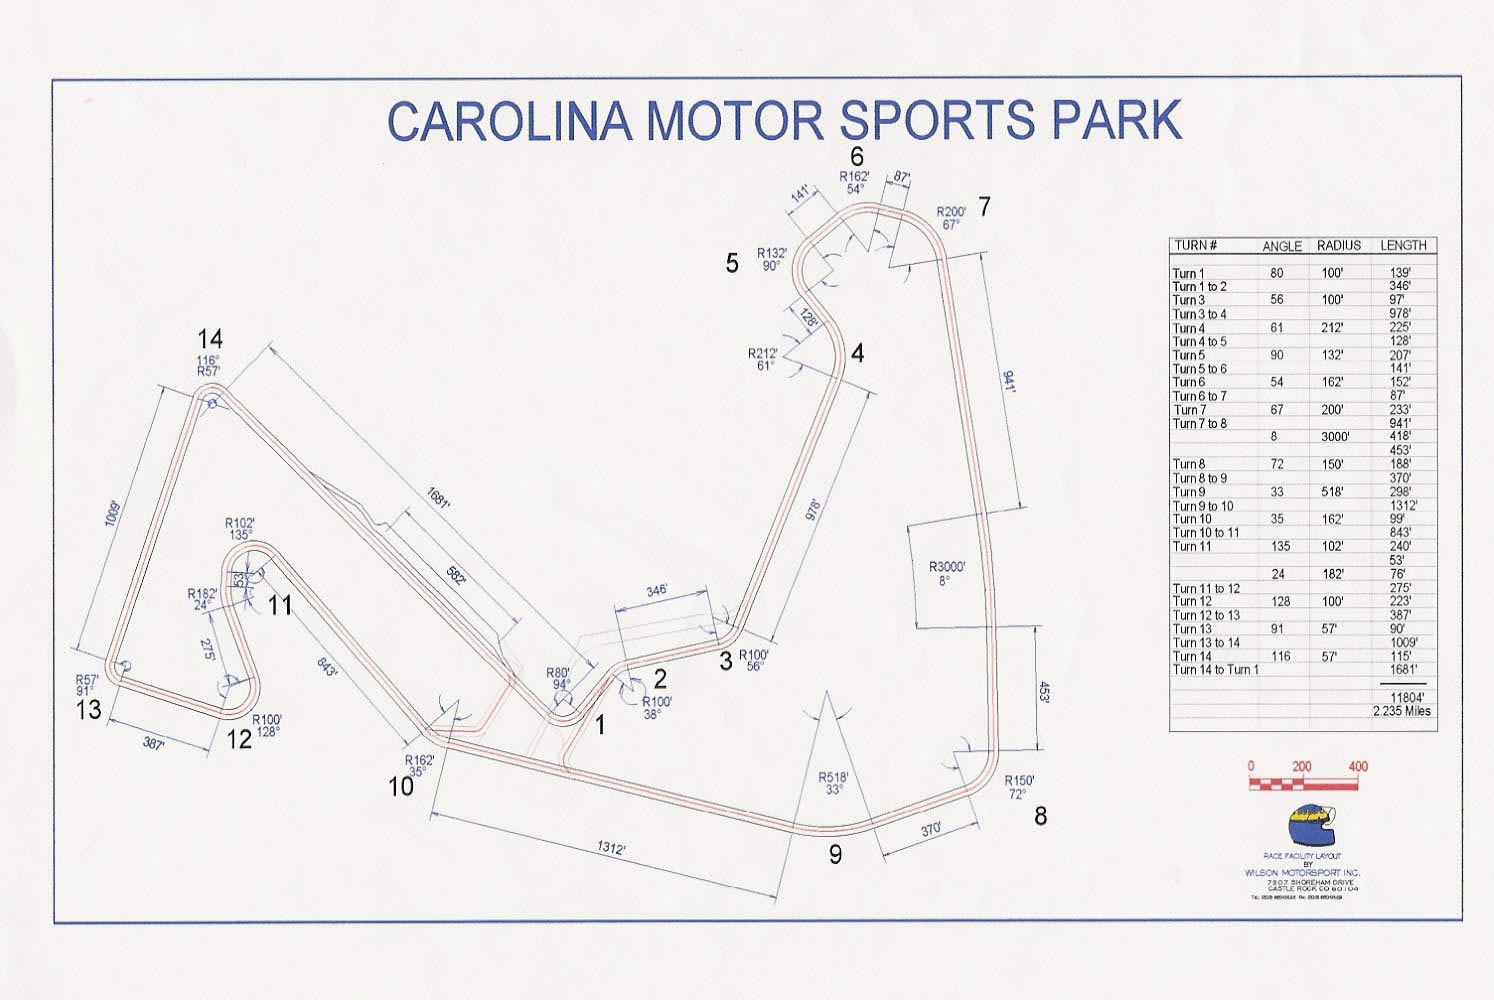 CAROLINA MOTOR SPORTS PARK
6
R162'
54°
87'
141'
R200'
67°
7
5
R132'
90°
128'
R212'
61°
4
941'
978'
14
116°
R57'
1009'
1681'
582'
R102'
135°
53'
R182'
24°
11
275'
843'
R57'
91°
13
387'
12
R100'
128°
R80'
94°
1
346'
2
R100'
38°
3
R100'
56°
R3000'
8°
453'
R150'
72°
8
R518'
33°
370'
9
1312'
R162'
35°
10
TURN # ANGLE RADIUS LENGTH
Turn 1 80 100' 139'
Turn 1 to 2 346'
Turn 3 56 100' 97'
Turn 3 to 4 978'
Turn 4 61 212' 225'
Turn 4 to 5 128'
Turn 5 90 132' 207'
Turn 5 to 6 141'
Turn 6 54 162' 152'
Turn 6 to 7 87'
Turn 7 67 200' 233'
Turn 7 to 8 941'
8 3000' 418'
453'
Turn 8 72 150' 188'
Turn 8 to 9 370'
Turn 9 33 518' 298'
Turn 9 to 10 1312'
Turn 10 35 162' 99'
Turn 10 to 11 843'
Turn 11 135 102' 240'
53'
24 182' 76'
Turn 11 to 12 275'
Turn 12 128 100' 223'
Turn 12 to 13 387'
Turn 13 91 57' 90'
Turn 13 to 14 1009'
Turn 14 116 57' 115'
Turn 14 to Turn 1 1681'
11804'
2.235 Miles
0 200 400
RACE FACILITY LAYOUT
BY
WILSON MOTORSPORT INC.
7807 SHOREHAM DRIVE
CASTLE ROCK CO 80104